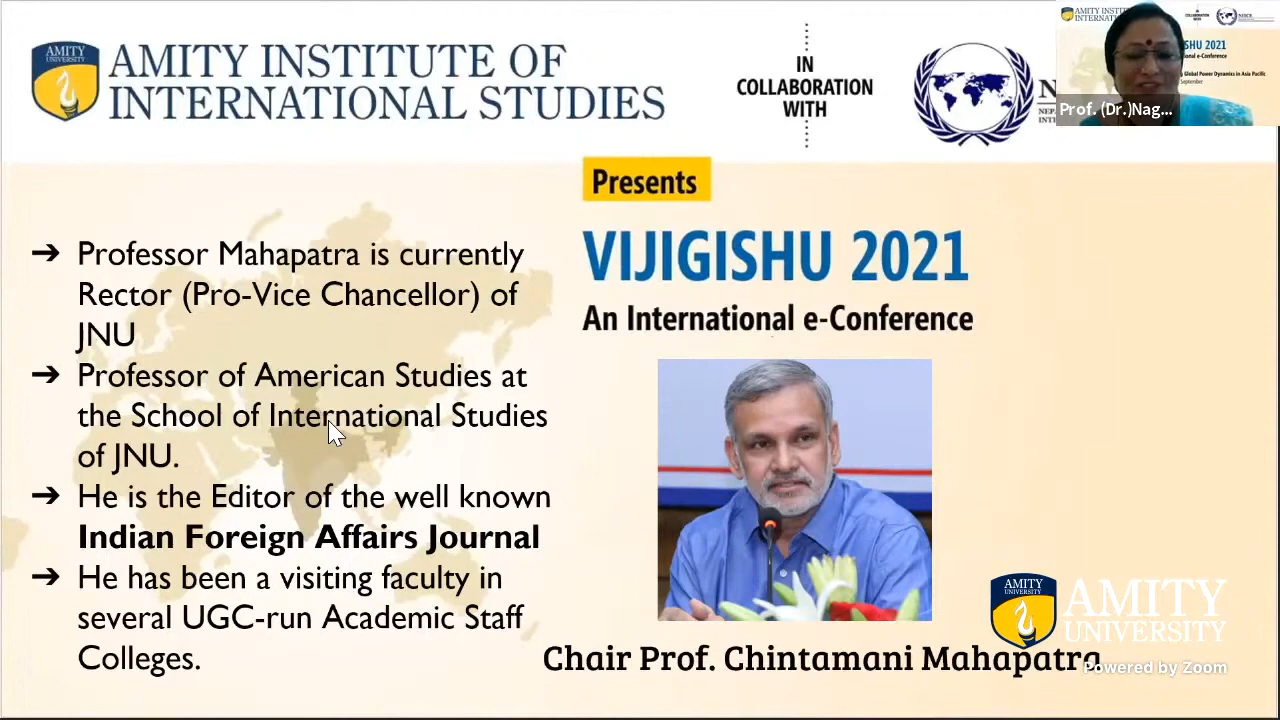 AMITY
UNIVERSITY
AMITY INSTITUTE OF
INTERNATIONAL STUDIES
IN
COLLABORATION
WITH
Prof. (Dr.)Nag...
Presents
VIJIGISHU 2021
An International e-Conference
➔ Professor Mahapatra is currently
Rector (Pro-Vice Chancellor) of
JNU
➔ Professor of American Studies at
the School of International Studies
of JNU.
➔ He is the Editor of the well known
Indian Foreign Affairs Journal
➔ He has been a visiting faculty in
several UGC-run Academic Staff
Colleges.
Chair Prof. Chintamani Mahapatra
AMITY
UNIVERSITY
AMITY
UNIVERSITY
Powered by Zoom